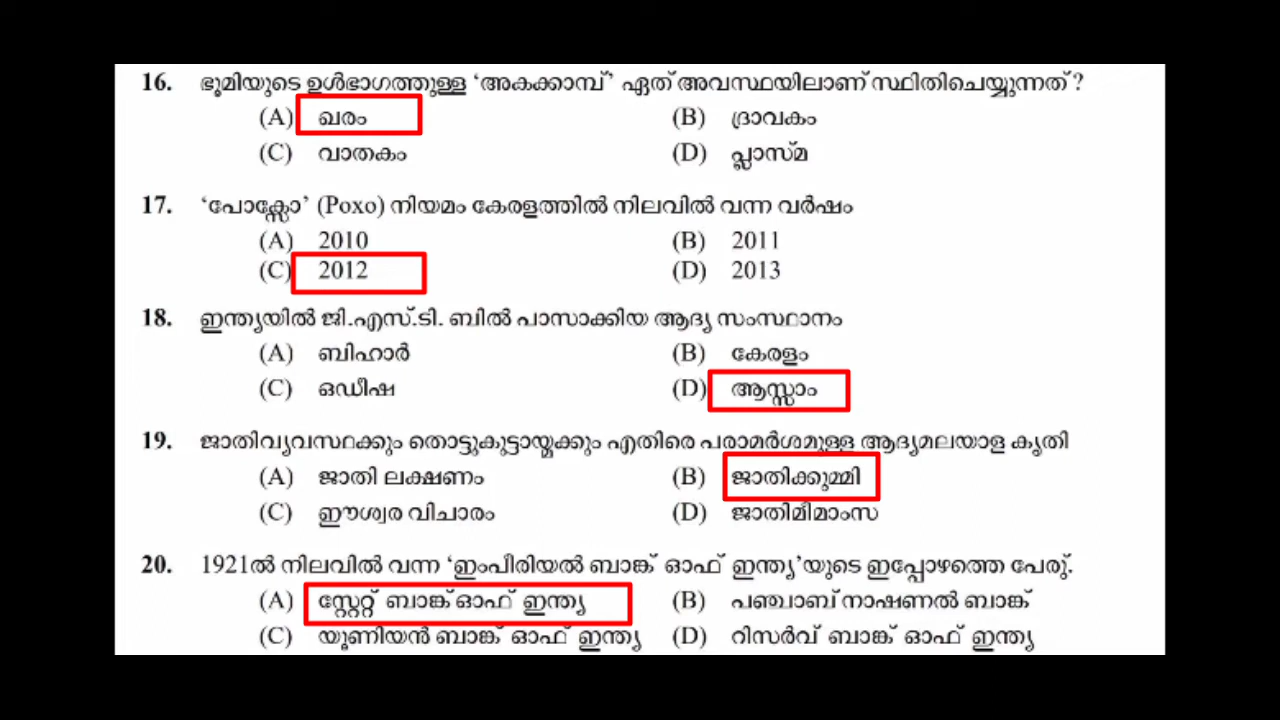 16. ഭൂമിയുടെ ഉൾഭാഗത്തുള്ള ‘അകക്കാമ്പ്’ ഏത് അവസ്ഥയിലാണ് സ്ഥിതിചെയ്യുന്നത് ?
(A) ഖരം (B) ദ്രാവകം
(C) വാതകം (D) പ്ലാസ്മ
17. ‘പോക്സോ’ (Poxo) നിയമം കേരളത്തിൽ നിലവിൽ വന്ന വർഷം
(A) 2010 (B) 2011
(C) 2012 (D) 2013
18. ഇന്ത്യയിൽ ജി.എസ്.ടി. ബിൽ പാസാക്കിയ ആദ്യ സംസ്ഥാനം
(A) ബിഹാർ (B) കേരളം
(C) ഒഡീഷ (D) ആസ്സാം
19. ജാതിവ്യവസ്ഥക്കും തൊട്ടുകൂട്ടായ്മക്കും എതിരെ പരാമർശമുള്ള ആദ്യമലയാള കൃതി
(A) ജാതി ലക്ഷണം (B) ജാതിക്കുമ്മി
(C) ഈശ്വര വിചാരം (D) ജാതിമീമാംസ
20. 1921ൽ നിലവിൽ വന്ന ‘ഇംപീരിയൽ ബാങ്ക് ഓഫ് ഇന്ത്യ’യുടെ ഇപ്പോഴത്തെ പേരു്.
(A) സ്റ്റേറ്റ് ബാങ്ക് ഓഫ് ഇന്ത്യ (B) പഞ്ചാബ് നാഷണൽ ബാങ്ക്
(C) യൂണിയൻ ബാങ്ക് ഓഫ് ഇന്ത്യ (D) റിസർവ് ബാങ്ക് ഓഫ് ഇന്ത്യ